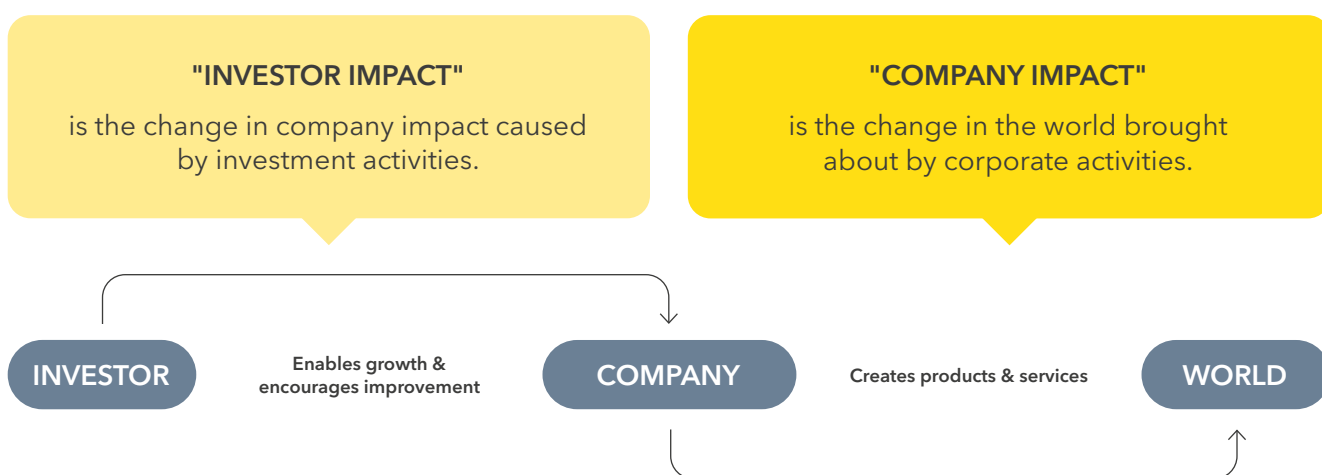 "INVESTOR IMPACT"
is the change in company impact caused
by investment activities.
"COMPANY IMPACT"
is the change in the world brought
about by corporate activities.
INVESTOR
Enables growth &
encourages improvement
COMPANY
Creates products & services
WORLD